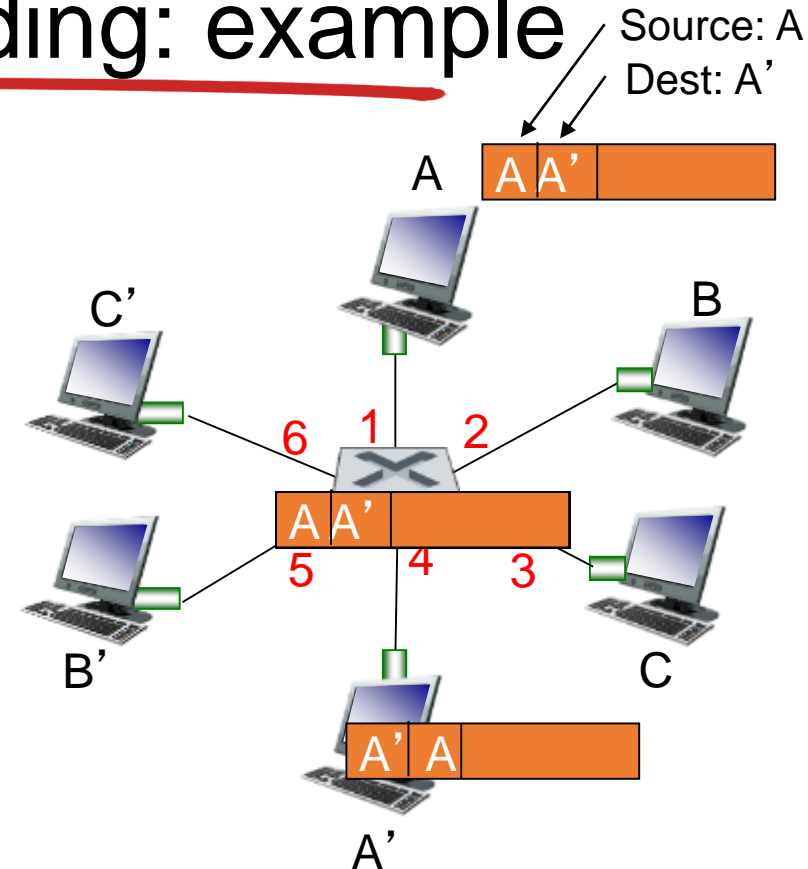 ding: example
Source: A
Dest: A’
A
A A’
C’
B
6
1
2
A A’
5
4
3
B’
C
A’ A
A’